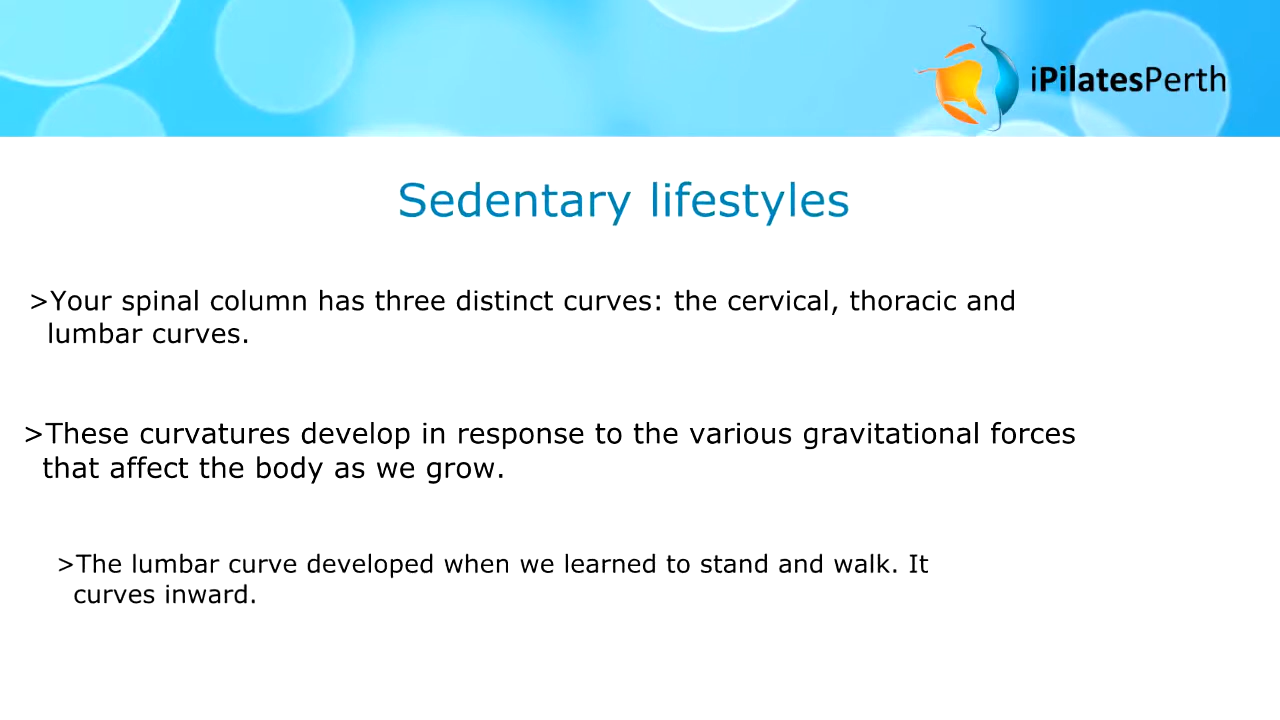 iPilatesPerth
Sedentary lifestyles
>Your spinal column has three distinct curves: the cervical, thoracic and
lumbar curves.
>These curvatures develop in response to the various gravitational forces
that affect the body as we grow.
>The lumbar curve developed when we learned to stand and walk. It
curves inward.